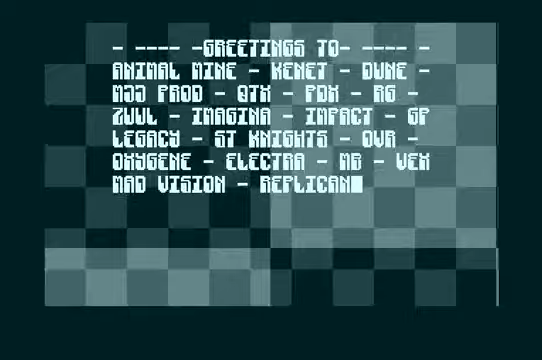 - ---- -GREETINGS TO- ---- -
ANIMAL MINE - KENET - DUNE -
MJJ PROD - QTX - PDX - RG -
ZUUL - IMAGINA - IMPACT - GP
LEGACY - ST KNIGHTS - OVR -
OXYGENE - ELECTRA - MB - VEX
MAD VISION - REPLICAN